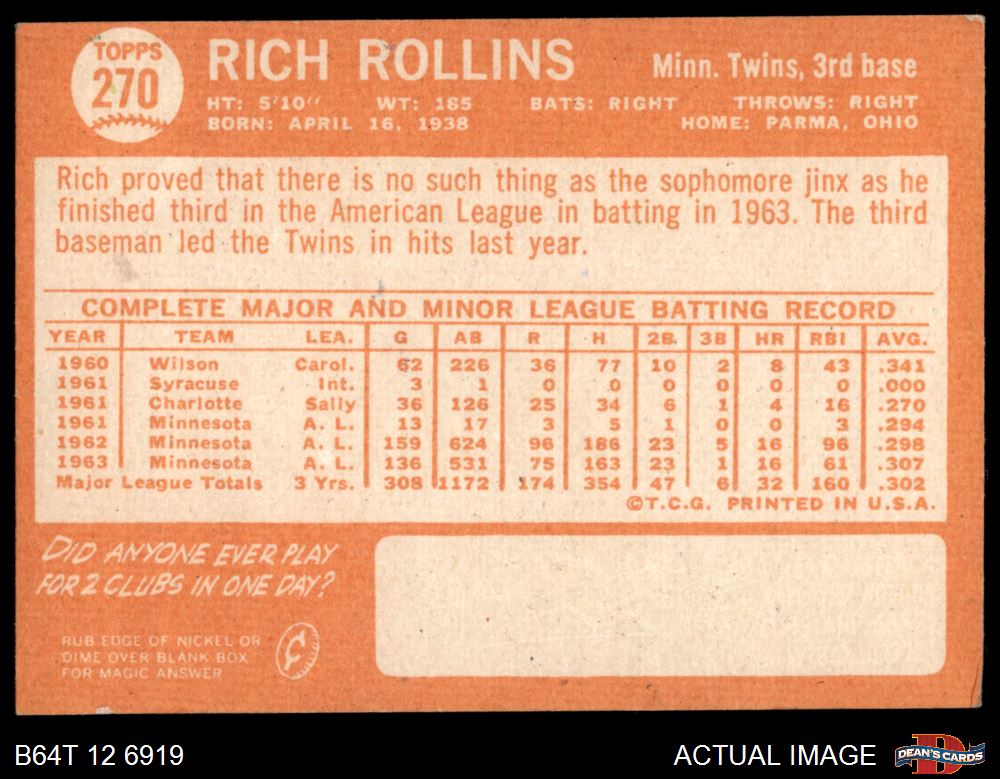 TOPPS
270
RICH ROLLINS
Minn. Twins, 3rd base
HT: 5'10" WT: 185 BATS: RIGHT THROWS: RIGHT
BORN: APRIL 16, 1938 HOME: PARMA, OHIO
Rich proved that there is no such thing as the sophomore jinx as he
finished third in the American League in batting in 1963. The third
baseman led the Twins in hits last year.
COMPLETE MAJOR AND MINOR LEAGUE BATTING RECORD
YEAR TEAM LEA. G AB R H 2B 3B HR RBI AVG.
1960 Wilson Carol. 62 226 36 77 10 2 8 43 .341
1961 Syracuse Int. 3 1 0 0 0 0 0 0 .000
1961 Charlotte Sally 36 126 25 34 6 1 4 16 .270
1961 Minnesota A. L. 13 17 3 5 1 0 0 3 .294
1962 Minnesota A. L. 159 624 96 186 23 5 16 96 .298
1963 Minnesota A. L. 136 531 75 163 23 1 16 61 .307
Major League Totals 3 Yrs. 308 1172 174 354 47 6 32 160 .302
©T.C.G. PRINTED IN U.S.A.
DID ANYONE EVER PLAY
FOR 2 CLUBS IN ONE DAY?
RUB EDGE OF NICKEL OR
DIME OVER BLANK BOX
FOR MAGIC ANSWER
B64T 12 6919
ACTUAL IMAGE
DEAN'S CARDS